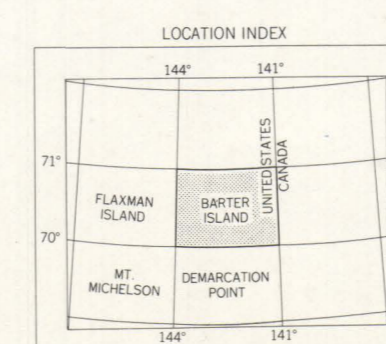 LOCATION INDEX
144° 141°
UNITED STATES
CANADA
71°
FLAXMAN
ISLAND
BARTER
ISLAND
70°
MT.
MICHELSON
DEMARCATION
POINT
144° 141°